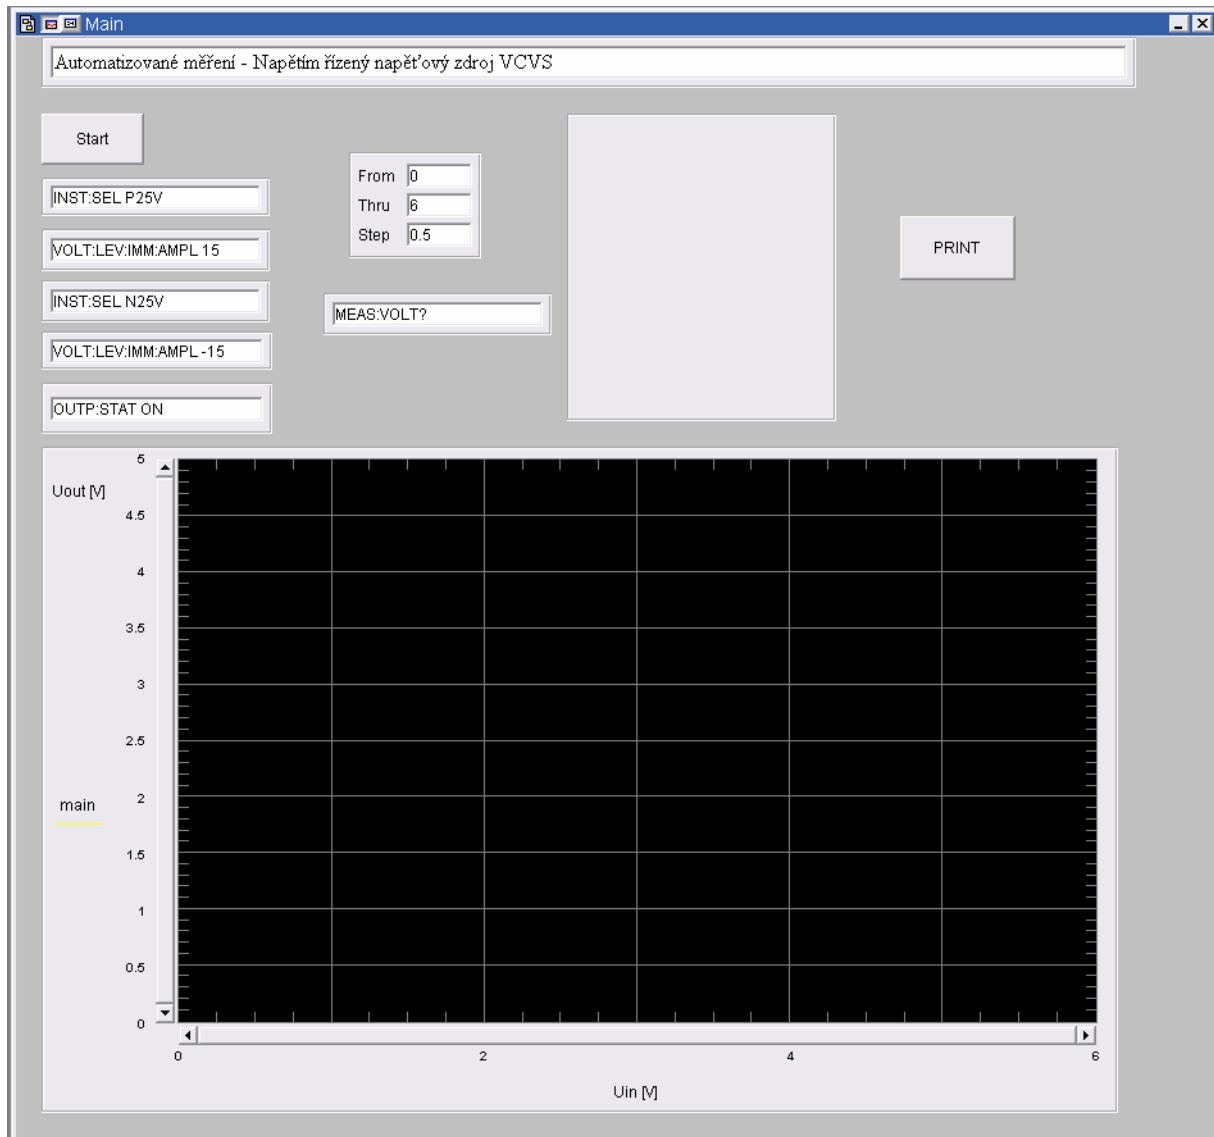 Main
Automatizované měření - Napětím řízený napěťový zdroj VCVS
Start
INST:SEL P25V
VOLT:LEV:IMM:AMPL 15
INST:SEL N25V
VOLT:LEV:IMM:AMPL -15
OUTP:STAT ON
From 0
Thru 6
Step 0.5
MEAS:VOLT?
PRINT
Uout [V]
5
4.5
4
3.5
3
2.5
2
1.5
1
0.5
0
main
0 2 4 6
Uin [V]